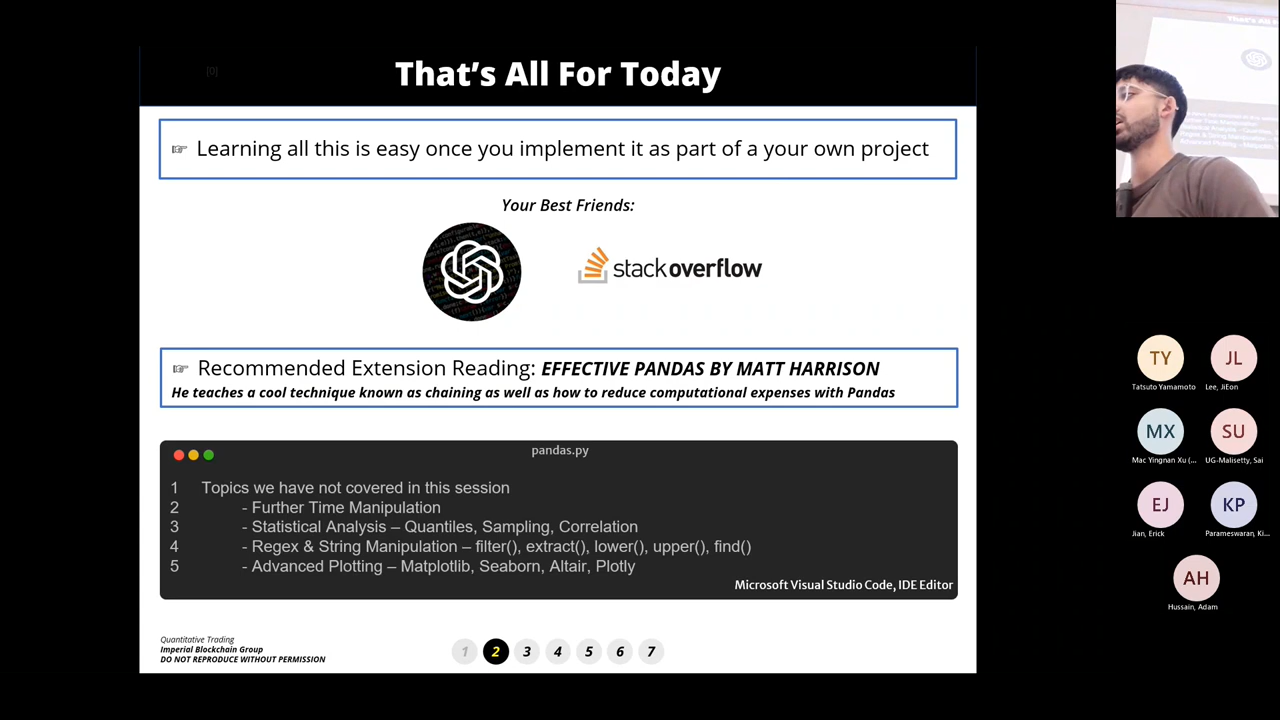 [0]
That's All For Today
☞ Learning all this is easy once you implement it as part of a your own project
Your Best Friends:
stackoverflow
☞ Recommended Extension Reading: EFFECTIVE PANDAS BY MATT HARRISON
He teaches a cool technique known as chaining as well as how to reduce computational expenses with Pandas
pandas.py
1 Topics we have not covered in this session
2 - Further Time Manipulation
3 - Statistical Analysis – Quantiles, Sampling, Correlation
4 - Regex & String Manipulation – filter(), extract(), lower(), upper(), find()
5 - Advanced Plotting – Matplotlib, Seaborn, Altair, Plotly
Microsoft Visual Studio Code, IDE Editor
Quantitative Trading
Imperial Blockchain Group
DO NOT REPRODUCE WITHOUT PERMISSION
1 2 3 4 5 6 7
TY JL
Tatsuto Yamamoto Lee, JiEon
MX SU
Mac Yingnan Xu (... UG-Malisetty, Sai
EJ KP
Jian, Erick Parameswaran, Ki...
AH
Hussain, Adam